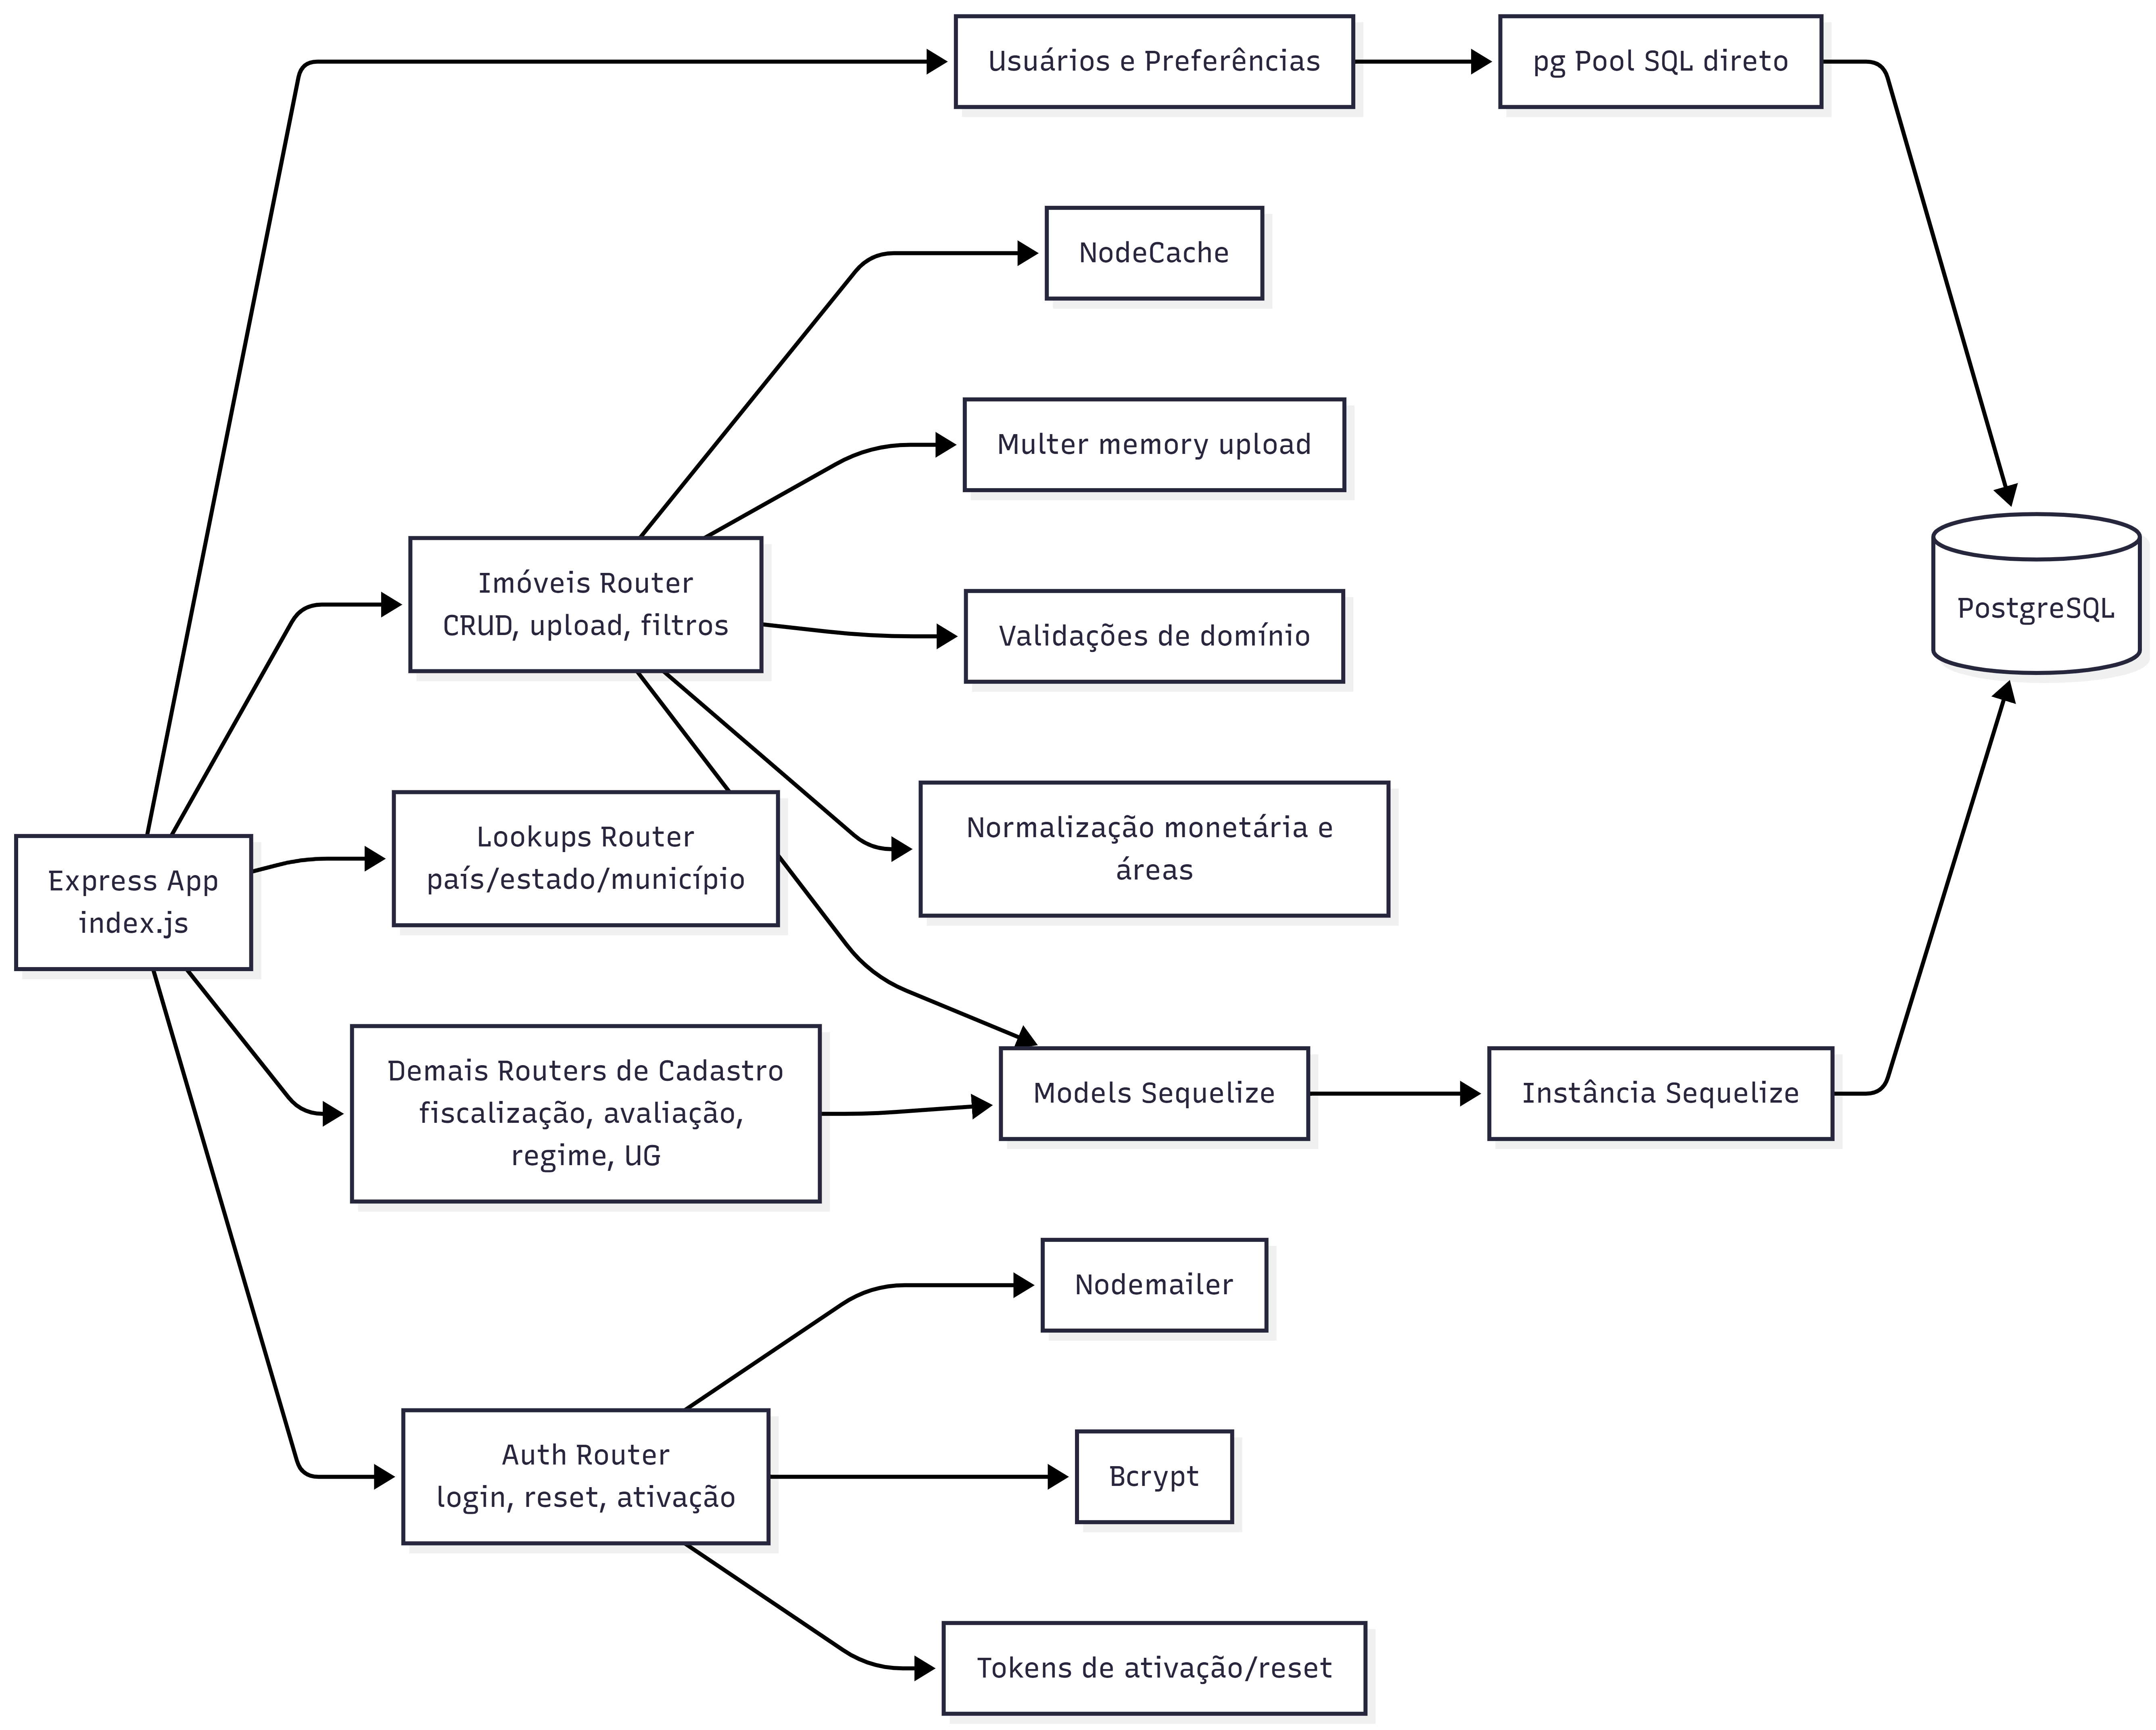 Usuários e Preferências
pg Pool SQL direto
NodeCache
Multer memory upload
Imóveis Router
CRUD, upload, filtros
Validações de domínio
PostgreSQL
Lookups Router
país/estado/município
Normalização monetária e
áreas
Express App
index.js
Demais Routers de Cadastro
fiscalização, avaliação,
regime, UG
Models Sequelize
Instância Sequelize
Nodemailer
Auth Router
login, reset, ativação
Bcrypt
Tokens de ativação/reset